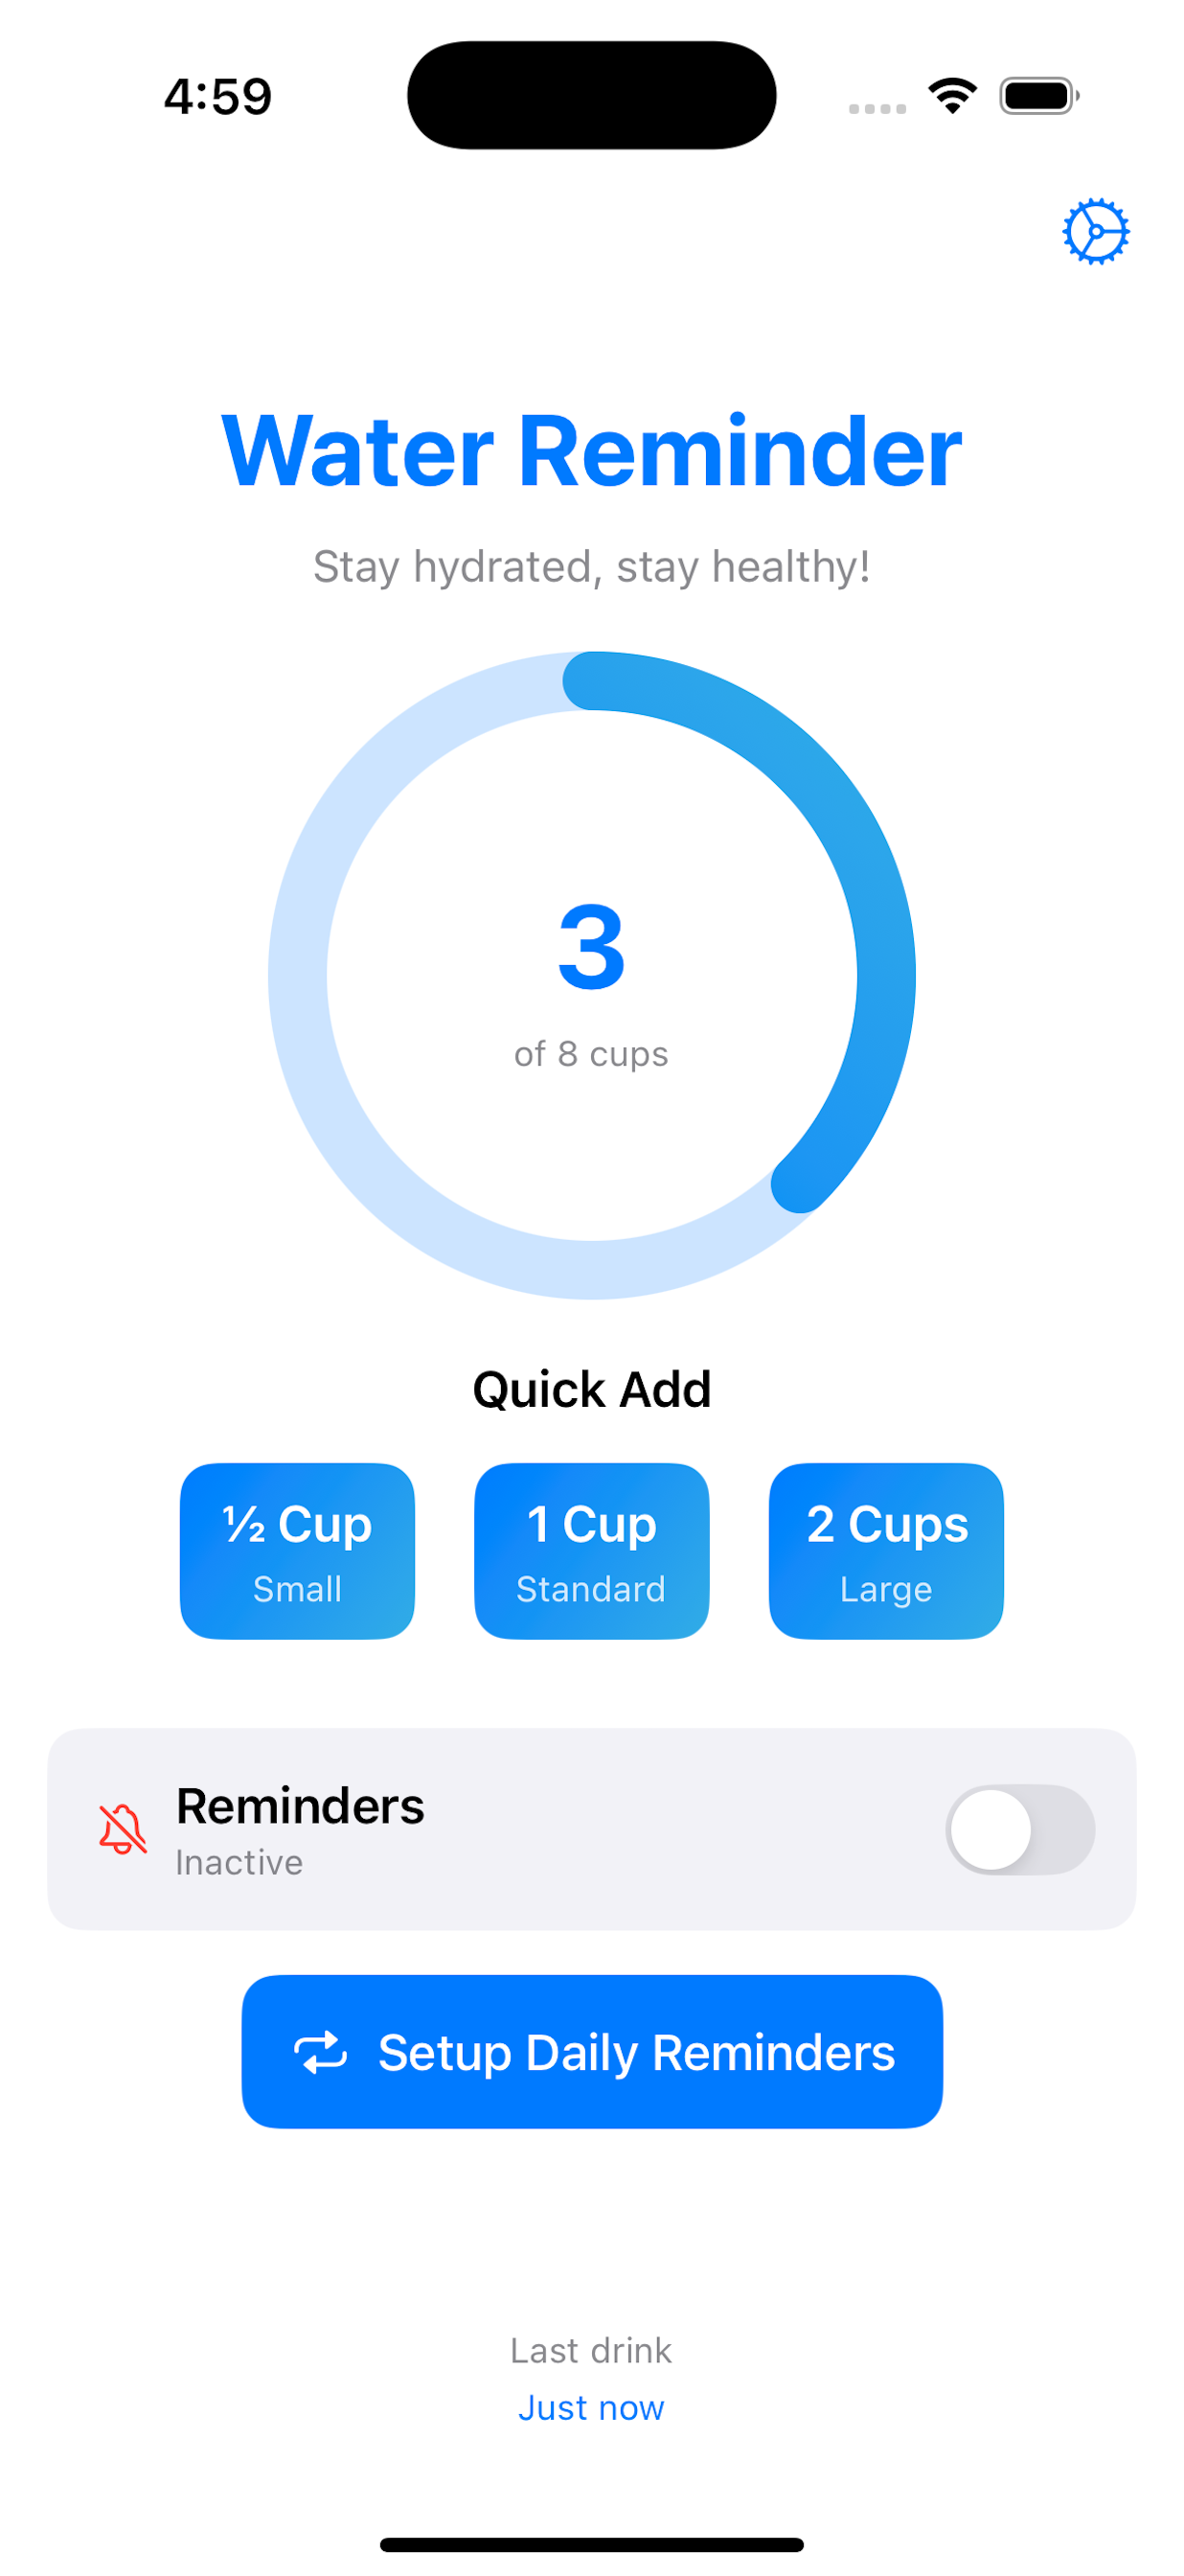 4:59
Water Reminder
Stay hydrated, stay healthy!
3
of 8 cups
Quick Add
½ Cup
Small
1 Cup
Standard
2 Cups
Large
Reminders
Inactive
Setup Daily Reminders
Last drink
Just now